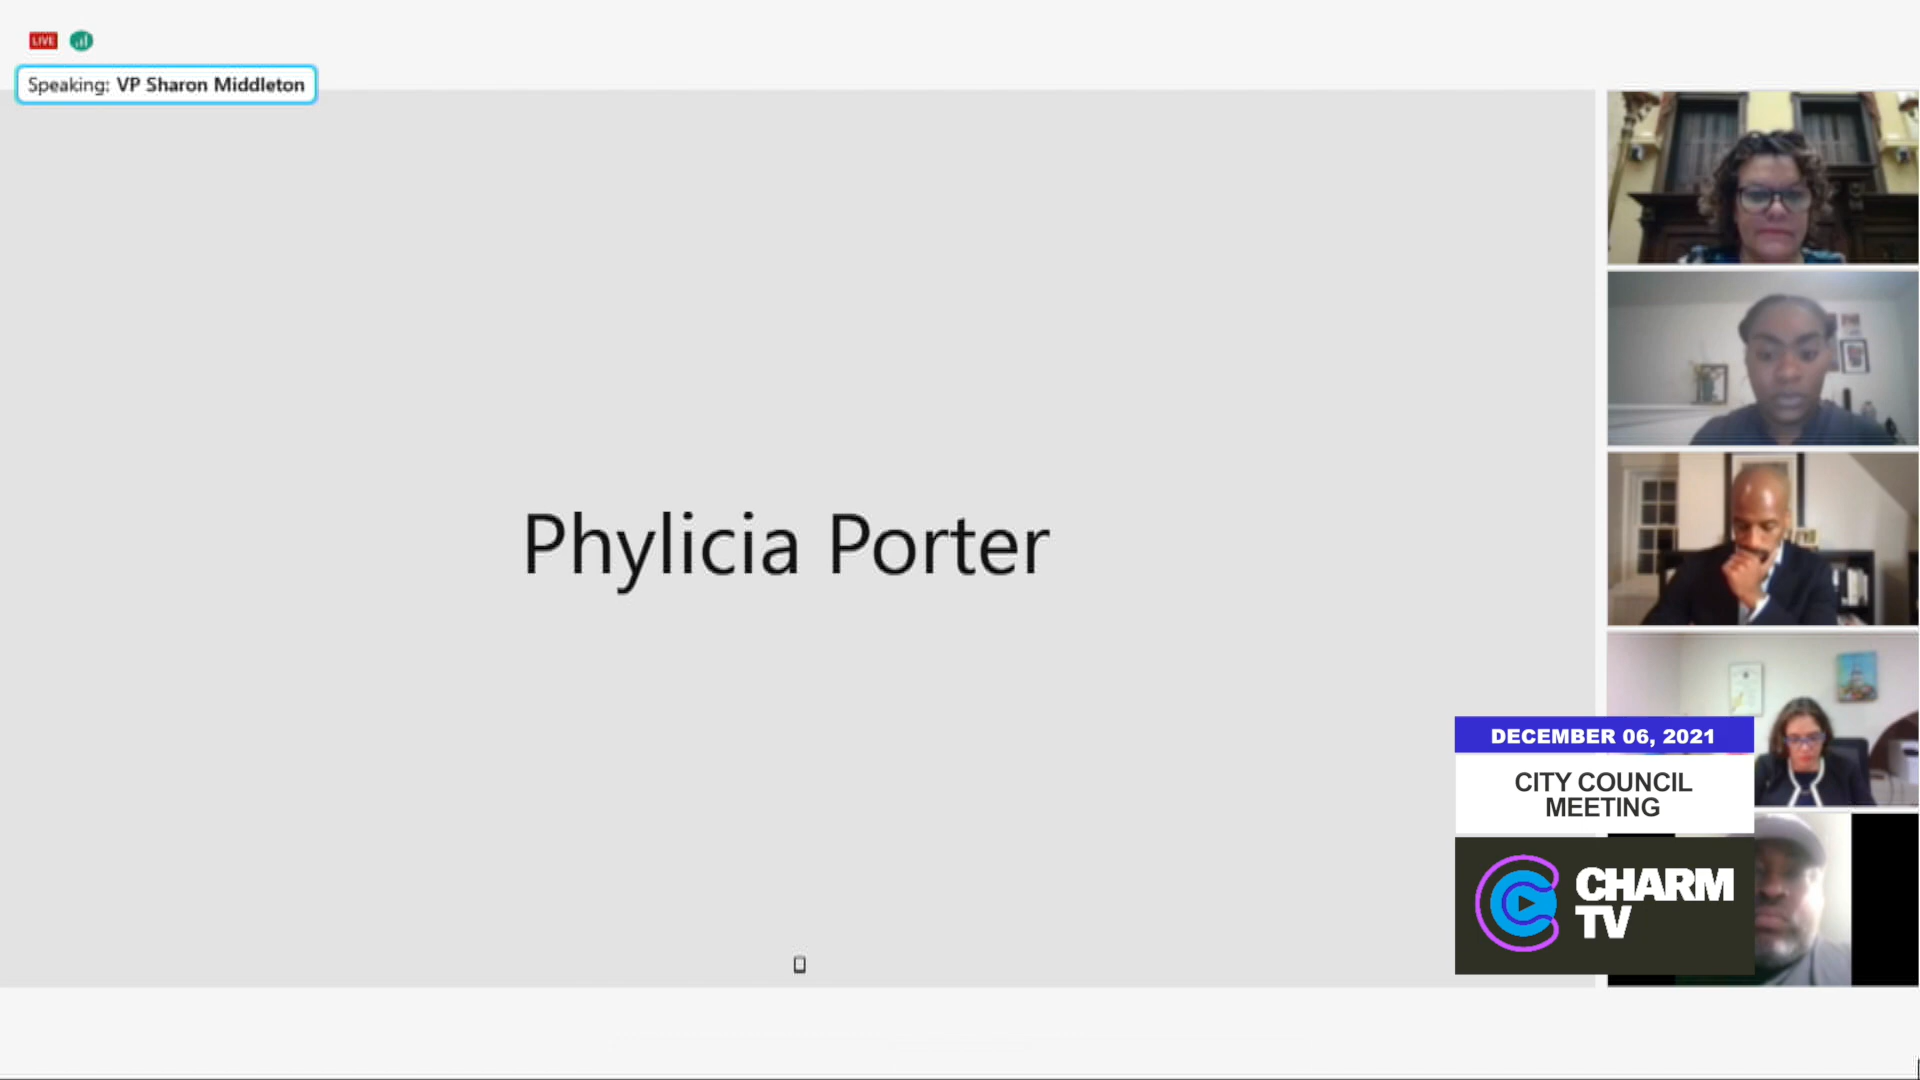 LIVE
Speaking: VP Sharon Middleton
Phylicia Porter
DECEMBER 06, 2021
CITY COUNCIL
MEETING
CHARM
TV